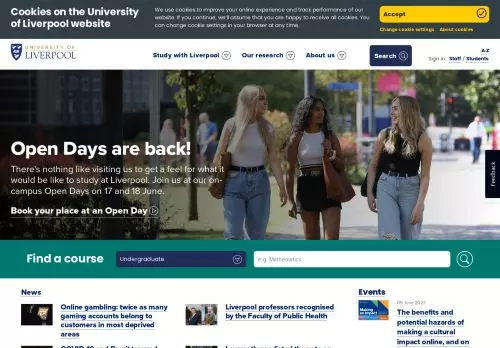 Cookies on the University
of Liverpool website
We use cookies to improve your online experience and track performance of our
website. If you continue, we'll assume that you are happy to receive all cookies. You
can change cookie settings in your browser at any time.
Accept
Change cookie settings
About cookies
UNIVERSITY OF
LIVERPOOL
Study with Liverpool
Our research
About us
Search
A-Z
Sign in: Staff / Students
Open Days are back!
There's nothing like visiting us to get a feel for what it
would be like to study at Liverpool. Join us at our on-
campus Open Days on 17 and 18 June.
Book your place at an Open Day
Feedback
Find a course
Undergraduate
e.g. Mathematics
News
Online gambling: twice as many
gaming accounts belong to
customers in most deprived
areas
Liverpool professors recognised
by the Faculty of Public Health
Events
09 June 2022
The benefits and
potential hazards of
making a cultural
impact online, and on